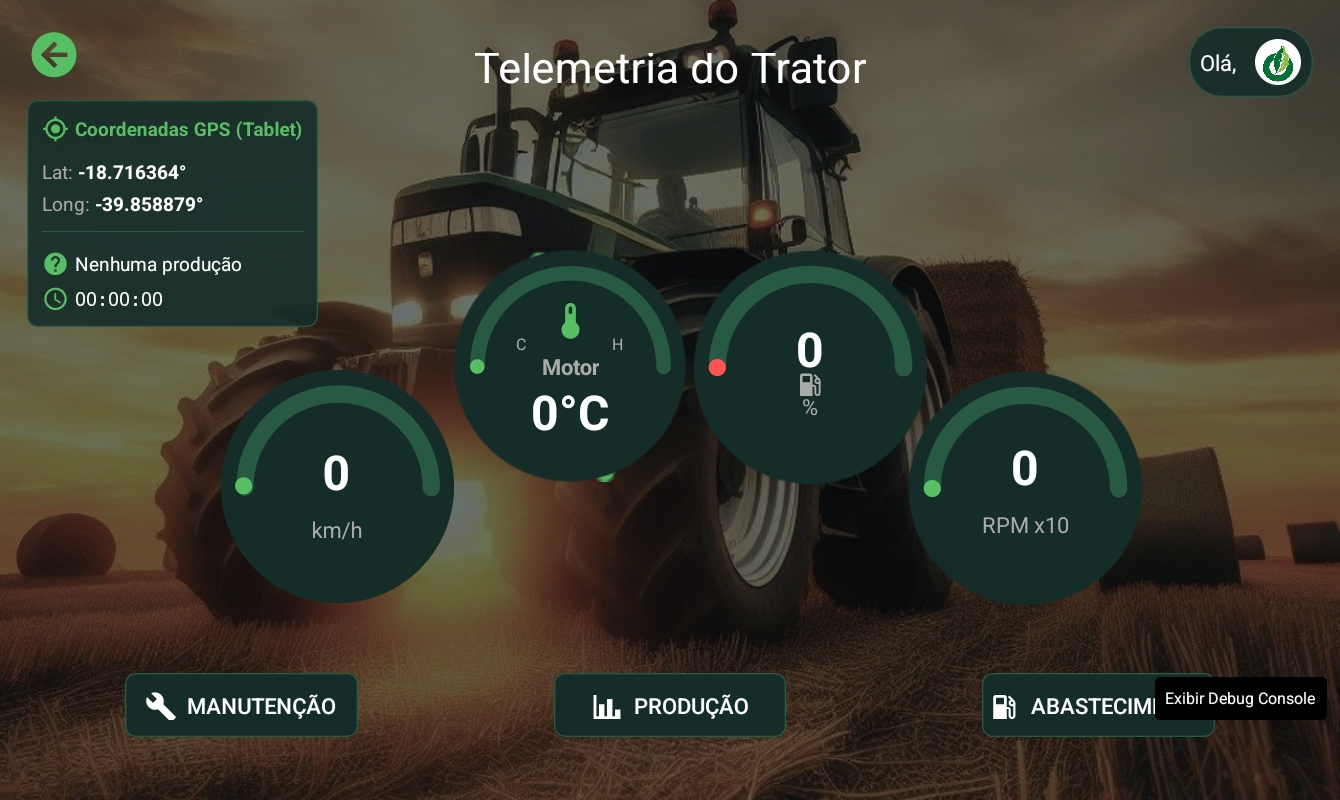 Telemetria do Trator
Olá,
Coordenadas GPS (Tablet)
Lat: -18.716364°
Long: -39.858879°
Nenhuma produção
00:00:00
C H
Motor
0°C
0
%
0
km/h
0
RPM x10
MANUTENÇÃO
PRODUÇÃO
ABASTECIM
Exibir Debug Console